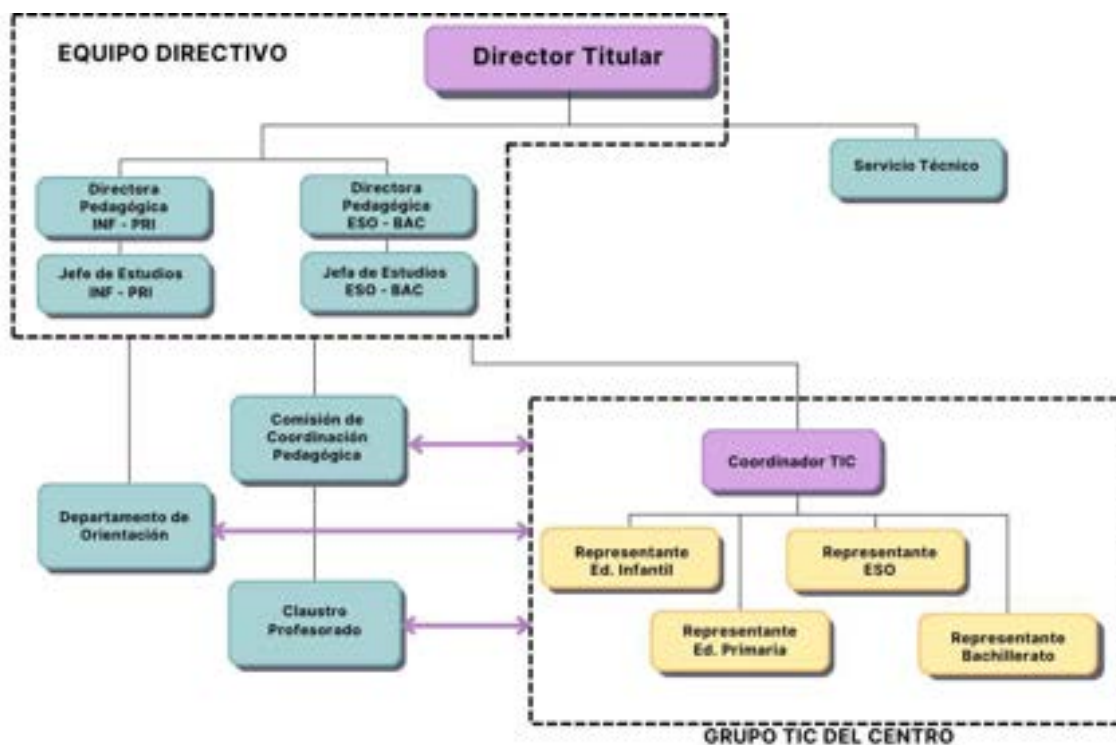 EQUIPO DIRECTIVO
Director Titular
Servicio Técnico
Directora
Pedagógica
INF - PRI
Directora
Pedagógica
ESO - BAC
Jefe de Estudios
INF - PRI
Jefa de Estudios
ESO - BAC
Comisión de
Coordinación
Pedagógica
Coordinador TIC
Departamento de
Orientación
Representante
Ed. Infantil
Representante
ESO
Claustro
Profesorado
Representante
Ed. Primaria
Representante
Bachillerato
GRUPO TIC DEL CENTRO